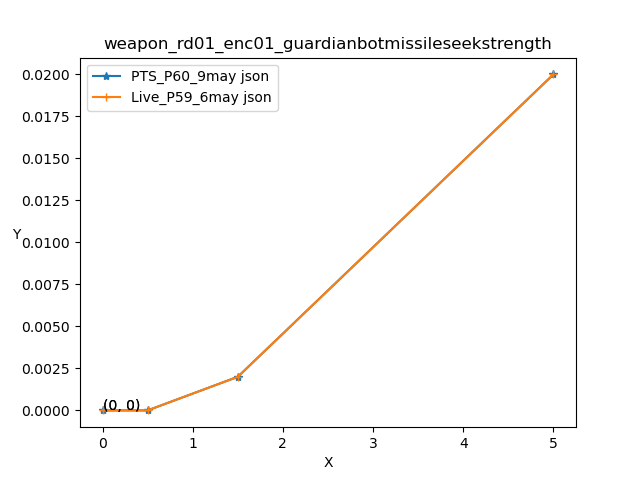 weapon_rd01_enc01_guardianbotmissileseekstrength
PTS_P60_9may json
Live_P59_6may json
0.0200
0.0175
0.0150
0.0125
0.0100
0.0075
0.0050
0.0025
0.0000
Y
(0, 0)
0 1 2 3 4 5
X